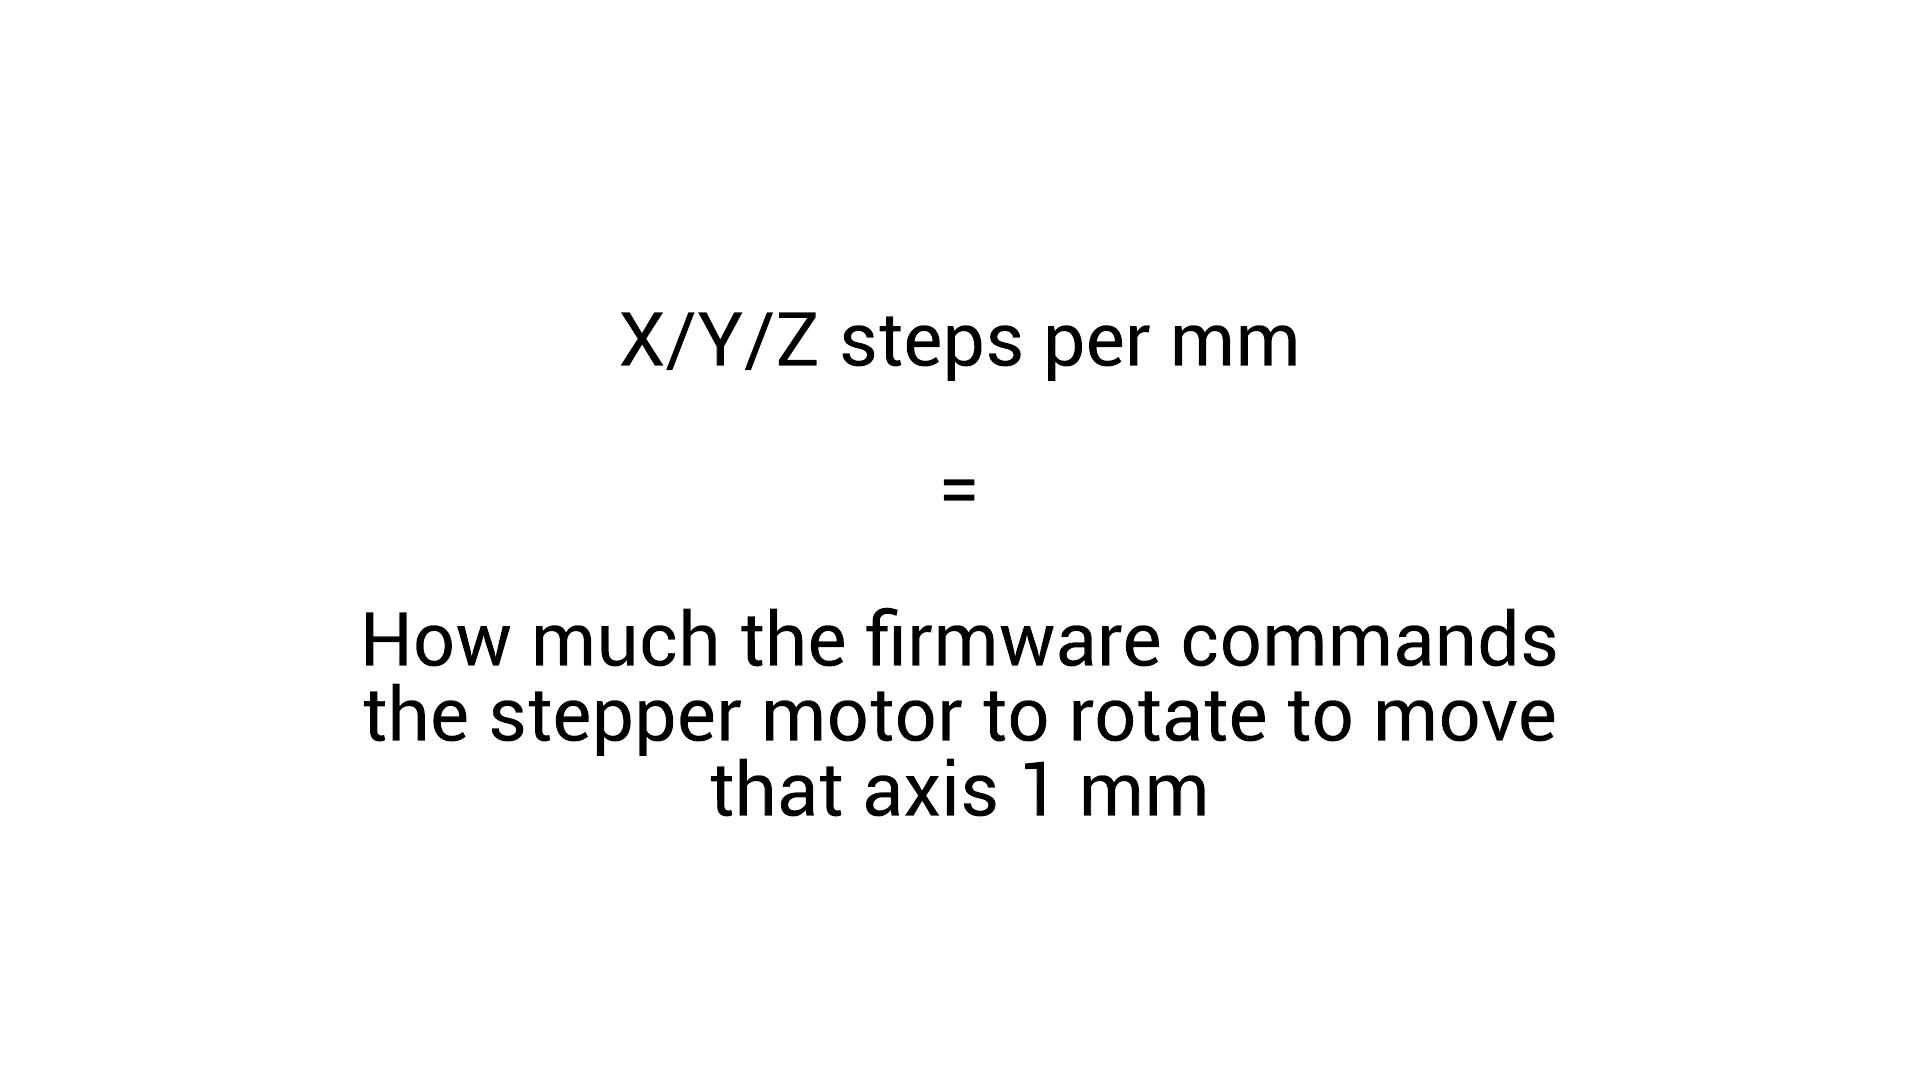 X/Y/Z steps per mm
=
How much the firmware commands
the stepper motor to rotate to move
that axis 1 mm